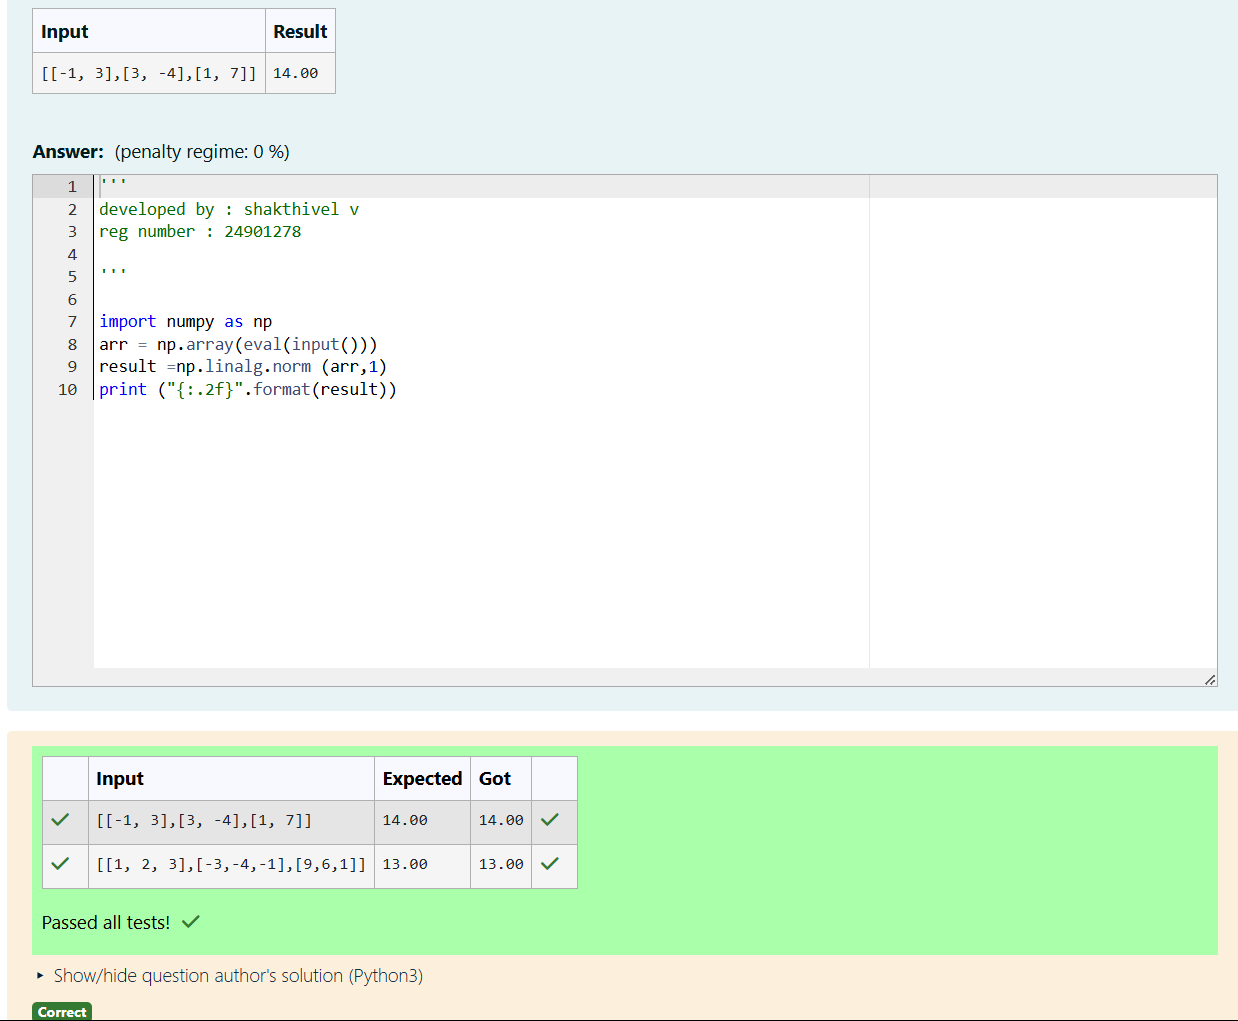 Input Result
[[-1, 3],[3, -4],[1, 7]] 14.00
Answer: (penalty regime: 0 %)
1 '''
2 developed by : shakthivel v
3 reg number : 24901278
4
5 '''
6
7 import numpy as np
8 arr = np.array(eval(input()))
9 result =np.linalg.norm (arr,1)
10 print ("{:.2f}".format(result))
Input Expected Got
[[-1, 3],[3, -4],[1, 7]] 14.00 14.00
[[1, 2, 3],[-3,-4,-1],[9,6,1]] 13.00 13.00
Passed all tests!
Show/hide question author's solution (Python3)
Correct